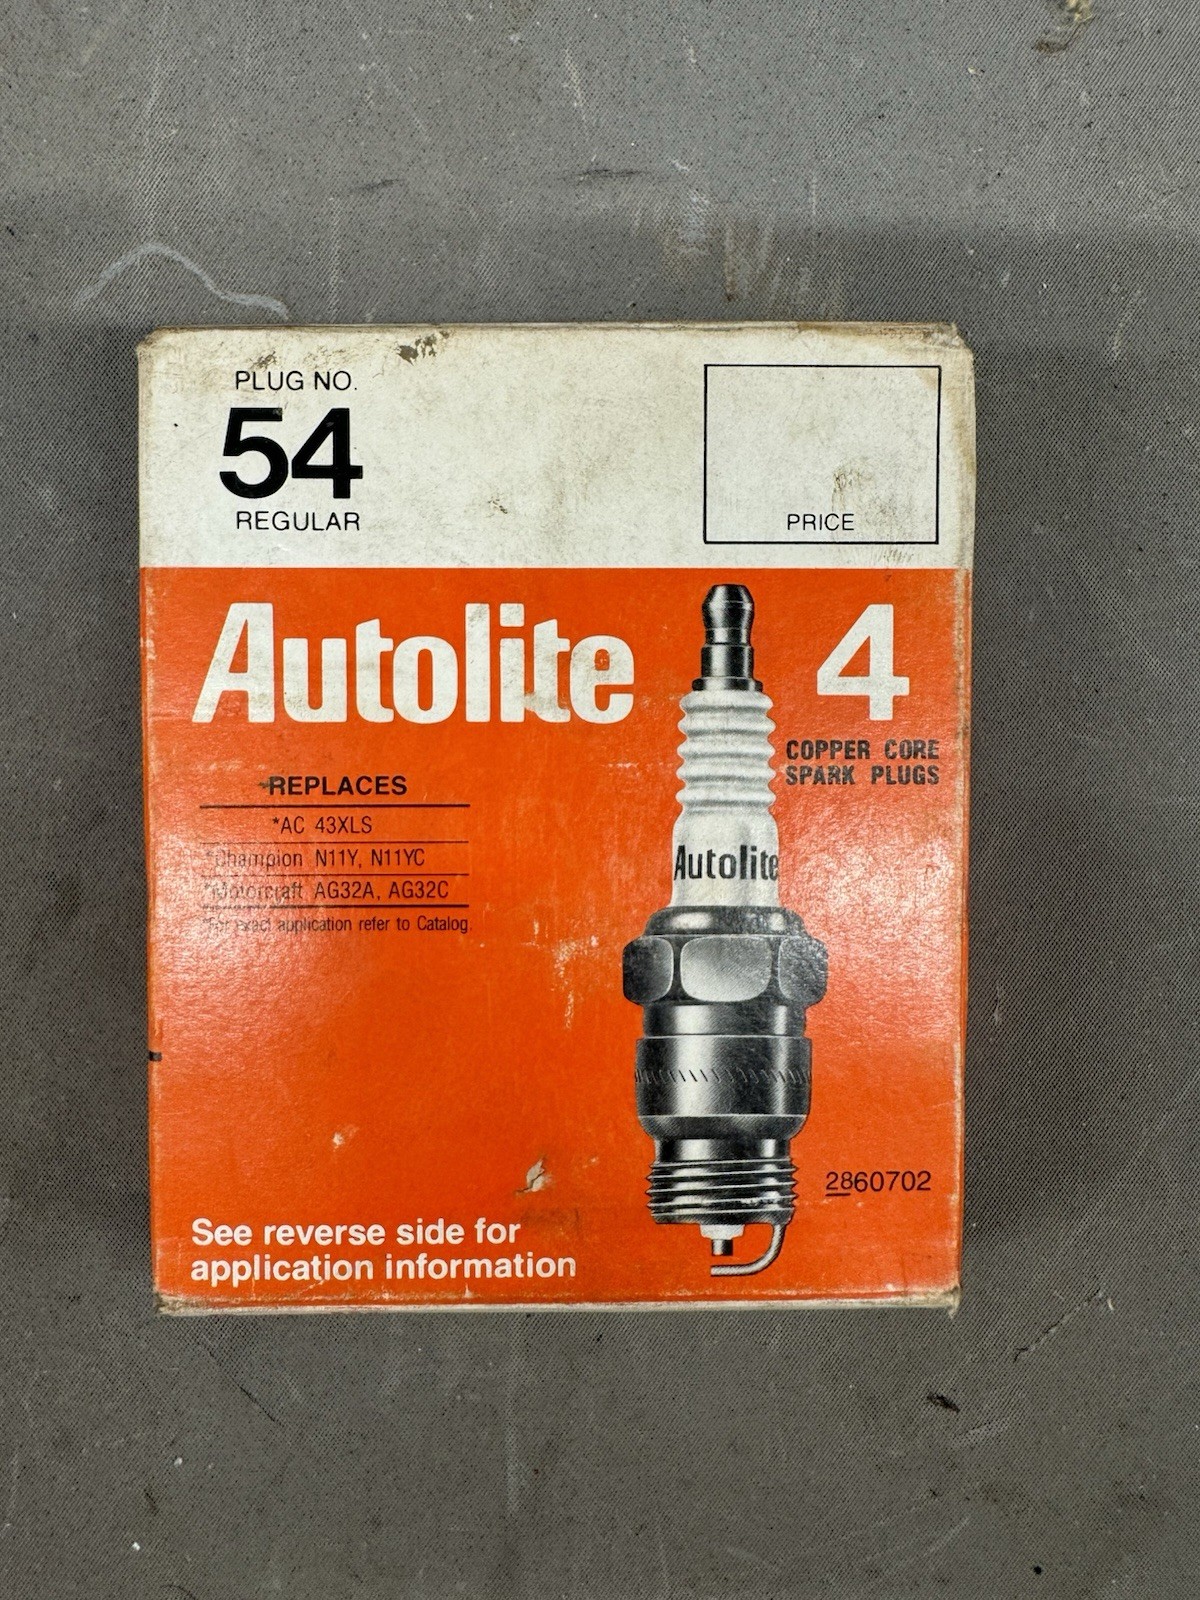 PLUG NO.
54
REGULAR
PRICE
Autolite
4
COPPER CORE
SPARK PLUGS
REPLACES
*AC 43XLS
*Champion N11Y, N11YC
*Motorcraft AG32A, AG32C
*For exact application refer to Catalog.
Autolite
2860702
See reverse side for
application information